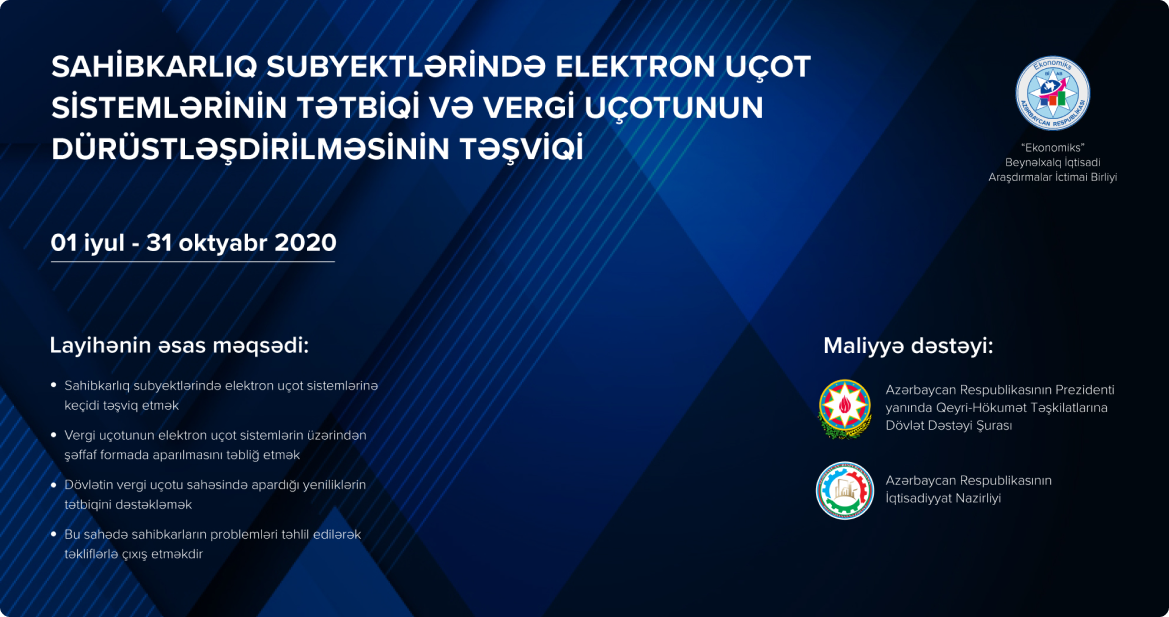 SAHİBKARLIQ SUBYEKTLƏRİNDƏ ELEKTRON UÇOT
SİSTEMLƏRİNİN TƏTBİQİ VƏ VERGİ UÇOTUNUN
DÜRÜSTLƏŞDİRİLMƏSİNİN TƏŞVİQİ
Ekonomiks
AZƏRBAYCAN RESPUBLİKASI
“Ekonomiks”
Beynəlxalq İqtisadi
Araşdırmalar İctimai Birliyi
01 iyul - 31 oktyabr 2020
Layihənin əsas məqsədi:
• Sahibkarlıq subyektlərində elektron uçot sistemlərinə
keçidi təşviq etmək
• Vergi uçotunun elektron uçot sistemlərin üzərindən
şəffaf formada aparılmasını təbliğ etmək
• Dövlətin vergi uçotu sahəsində apardığı yeniliklərin
tətbiqini dəstəkləmək
• Bu sahədə sahibkarların problemləri təhlil edilərək
təkliflərlə çıxış etməkdir
Maliyyə dəstəyi:
Azərbaycan Respublikasının Prezidenti
yanında Qeyri-Hökumət Təşkilatlarına
Dövlət Dəstəyi Şurası
Azərbaycan Respublikasının
İqtisadiyyat Nazirliyi